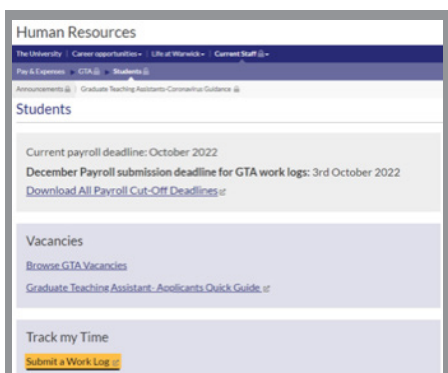 Human Resources
The University | Career opportunities | Life at Warwick | Current Staff
Pay & Expenses GTA Students
Announcements | Graduate Teaching Assistants-Coronavirus Guidance
Students
Current payroll deadline: October 2022
December Payroll submission deadline for GTA work logs: 3rd October 2022
Download All Payroll Cut-Off Deadlines
Vacancies
Browse GTA Vacancies
Graduate Teaching Assistant- Applicants Quick Guide
Track my Time
Submit a Work Log